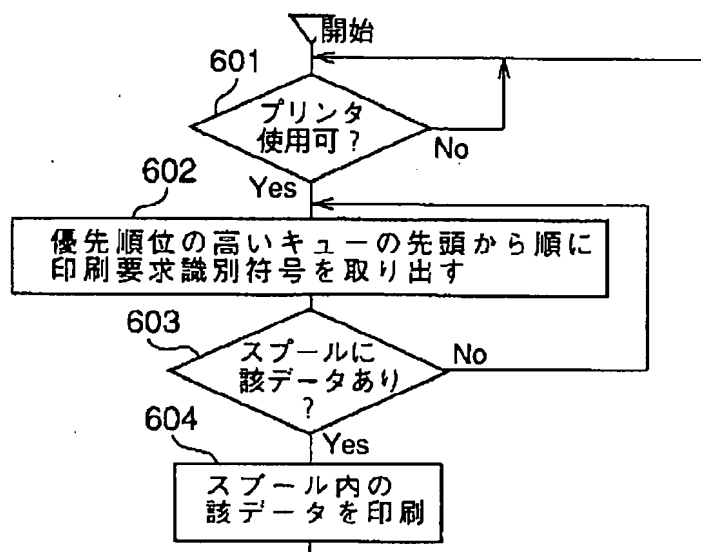 開始
601
プリンタ
使用可?
No
Yes
602
優先順位の高いキューの先頭から順に
印刷要求識別符号を取り出す
603
スプールに
該データあり
?
No
Yes
604
スプール内の
該データを印刷